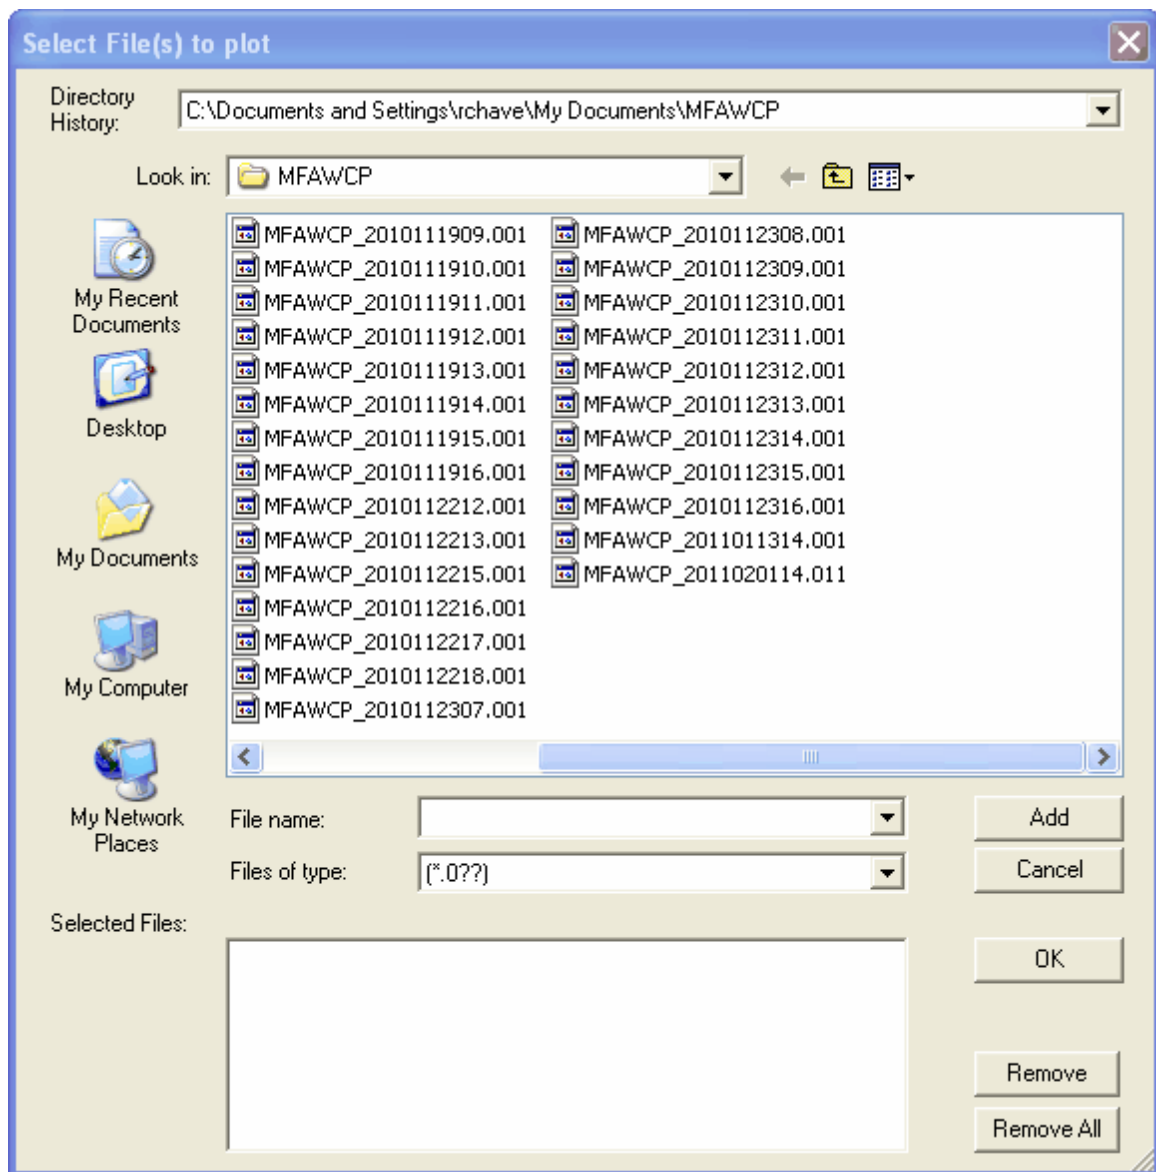 Select File(s) to plot
Directory
History:
C:\Documents and Settings\rchave\My Documents\MFAWCP
Look in:
MFAWCP
My Recent
Documents
Desktop
My Documents
My Computer
My Network
Places
MFAWCP_2010111909.001
MFAWCP_2010111910.001
MFAWCP_2010111911.001
MFAWCP_2010111912.001
MFAWCP_2010111913.001
MFAWCP_2010111914.001
MFAWCP_2010111915.001
MFAWCP_2010111916.001
MFAWCP_2010112212.001
MFAWCP_2010112213.001
MFAWCP_2010112215.001
MFAWCP_2010112216.001
MFAWCP_2010112217.001
MFAWCP_2010112218.001
MFAWCP_2010112307.001
MFAWCP_2010112308.001
MFAWCP_2010112309.001
MFAWCP_2010112310.001
MFAWCP_2010112311.001
MFAWCP_2010112312.001
MFAWCP_2010112313.001
MFAWCP_2010112314.001
MFAWCP_2010112315.001
MFAWCP_2010112316.001
MFAWCP_2011011314.001
MFAWCP_2011020114.011
File name:
Add
Files of type:
(*.0??)
Cancel
Selected Files:
OK
Remove
Remove All